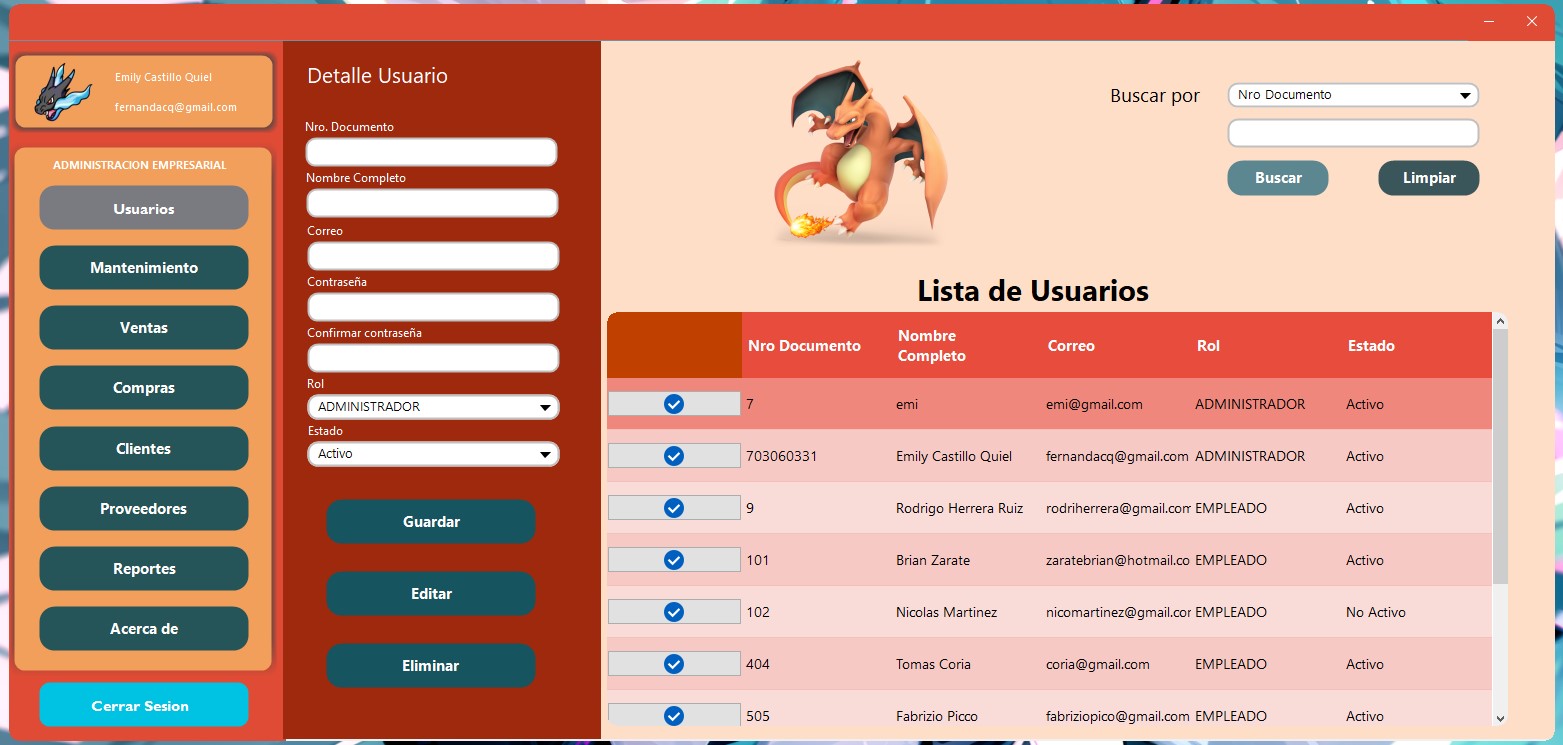 Emily Castillo Quiel
fernandacq@gmail.com
ADMINISTRACION EMPRESARIAL
Usuarios
Mantenimiento
Ventas
Compras
Clientes
Proveedores
Reportes
Acerca de
Cerrar Sesion
Detalle Usuario
Nro. Documento
Nombre Completo
Correo
Contraseña
Confirmar contraseña
Rol
ADMINISTRADOR
Estado
Activo
Guardar
Editar
Eliminar
Buscar por
Nro Documento
Buscar
Limpiar
Lista de Usuarios
Nro Documento Nombre Completo Correo Rol Estado
7 emi emi@gmail.com ADMINISTRADOR Activo
703060331 Emily Castillo Quiel fernandacq@gmail.com ADMINISTRADOR Activo
9 Rodrigo Herrera Ruiz rodriherrera@gmail.com EMPLEADO Activo
101 Brian Zarate zaratebrian@hotmail.co EMPLEADO Activo
102 Nicolas Martinez nicomartinez@gmail.cor EMPLEADO No Activo
404 Tomas Coria coria@gmail.com EMPLEADO Activo
505 Fabrizio Picco fabriziopico@gmail.com EMPLEADO Activo